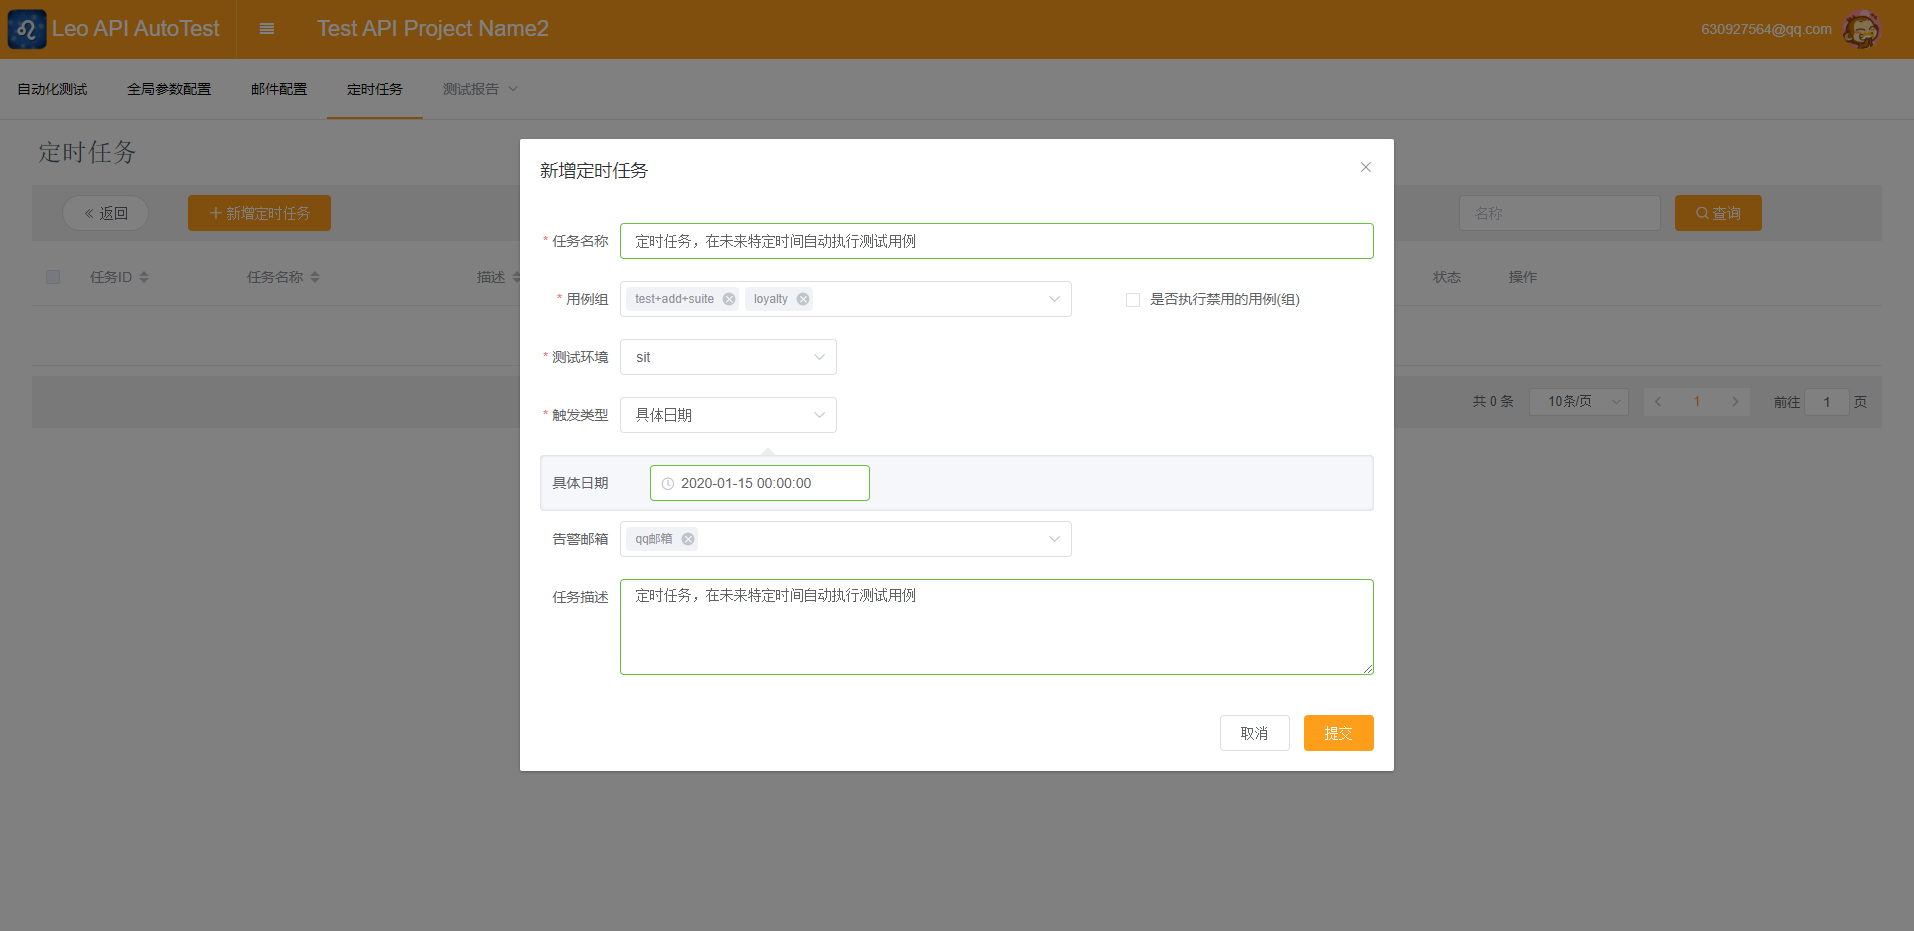 Leo API AutoTest
Test API Project Name2
630927564@qq.com
自动化测试
全局参数配置
邮件配置
定时任务
测试报告
定时任务
返回
新增定时任务
名称
查询
任务ID
任务名称
描述
状态
操作
共 0 条
10条/页
1
前往
1
页
新增定时任务
* 任务名称
定时任务，在未来特定时间自动执行测试用例
* 用例组
test+add+suite
loyalty
是否执行禁用的用例(组)
* 测试环境
sit
* 触发类型
具体日期
具体日期
2020-01-15 00:00:00
告警邮箱
qq邮箱
任务描述
定时任务，在未来特定时间自动执行测试用例
取消
提交